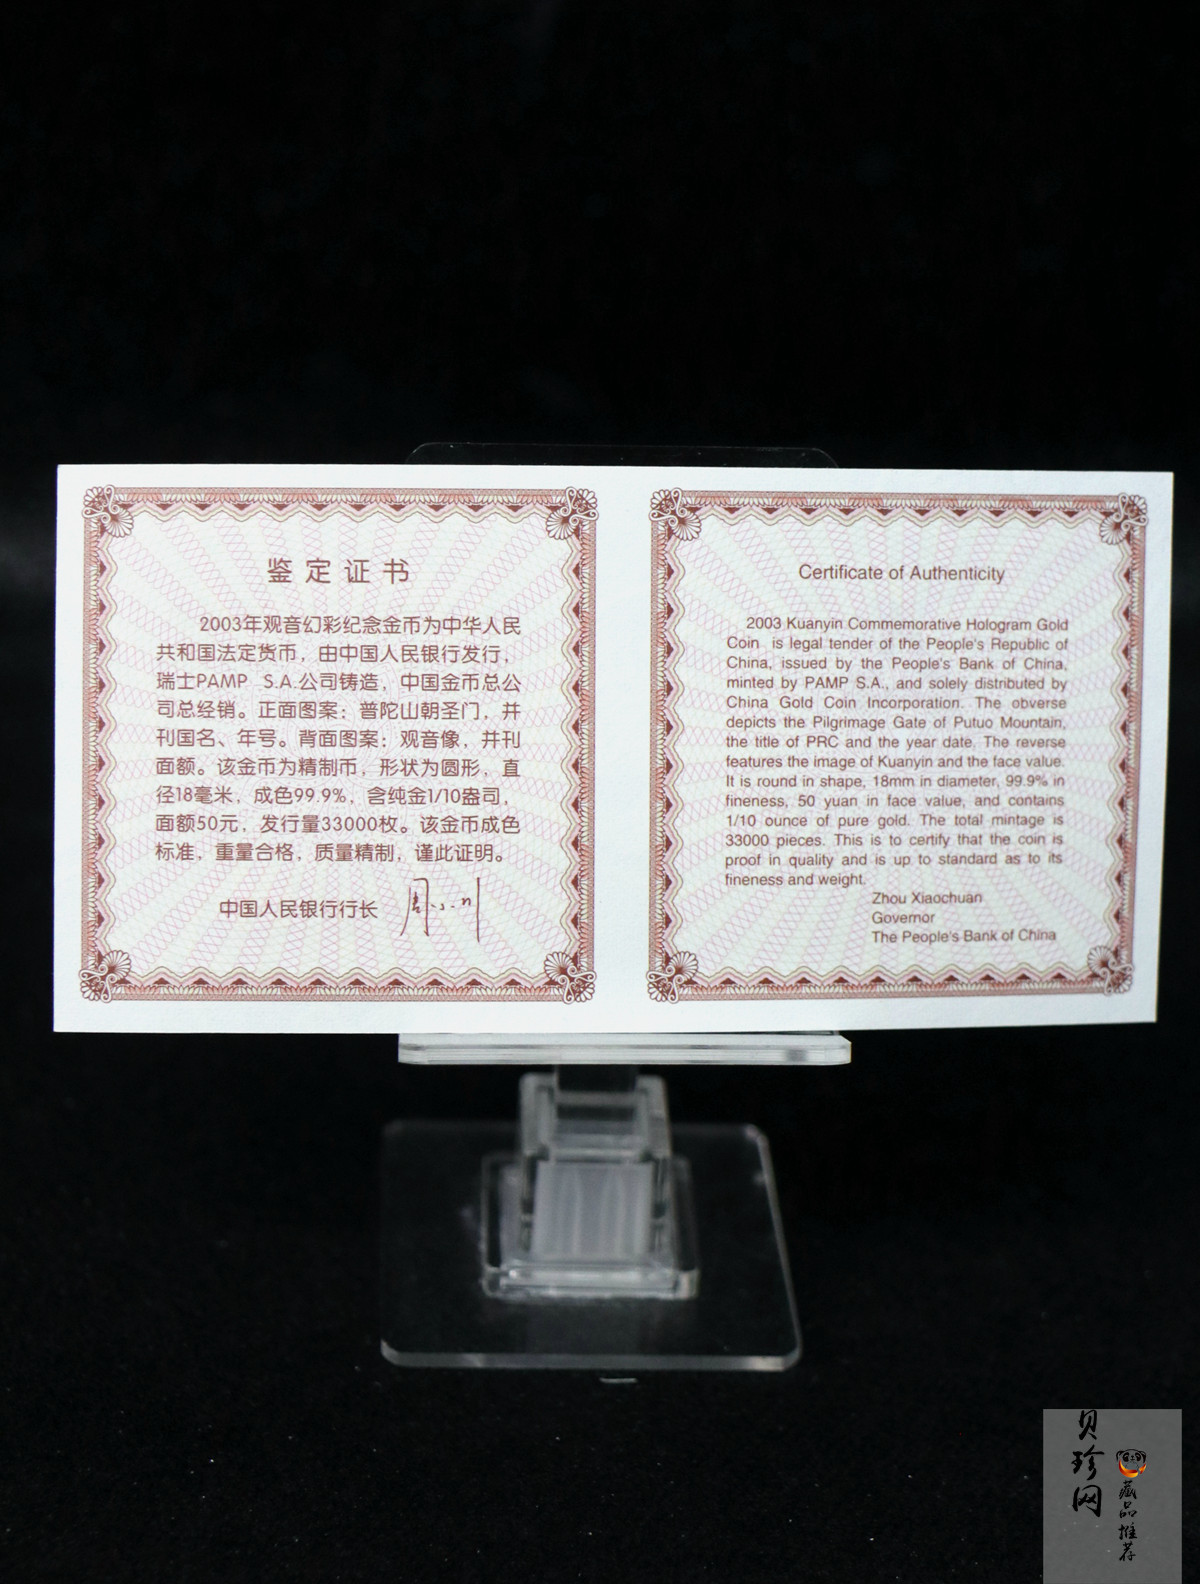 鉴定证书
2003年观音幻彩纪念金币为中华人民
共和国法定货币，由中国人民银行发行，
瑞士PAMP S.A.公司铸造，中国金币总公
司总经销。正面图案：普陀山朝圣门，并
刊国名、年号。背面图案：观音像，并刊
面额。该金币为精制币，形状为圆形，直
径18毫米，成色99.9%，含纯金1/10盎司，
面额50元，发行量33000枚。该金币成色
标准，重量合格，质量精制，谨此证明。
中国人民银行行长 周小川
Certificate of Authenticity
2003 Kuanyin Commemorative Hologram Gold
Coin is legal tender of the People's Republic of
China, issued by the People's Bank of China,
minted by PAMP S.A., and solely distributed by
China Gold Coin Incorporation. The obverse
depicts the Pilgrimage Gate of Putuo Mountain,
the title of PRC and the year date. The reverse
features the image of Kuanyin and the face value.
It is round in shape, 18mm in diameter, 99.9% in
fineness, 50 yuan in face value, and contains
1/10 ounce of pure gold. The total mintage is
33000 pieces. This is to certify that the coin is
proof in quality and is up to standard as to its
fineness and weight.
Zhou Xiaochuan
Governor
The People's Bank of China
贝珍网
藏品推荐